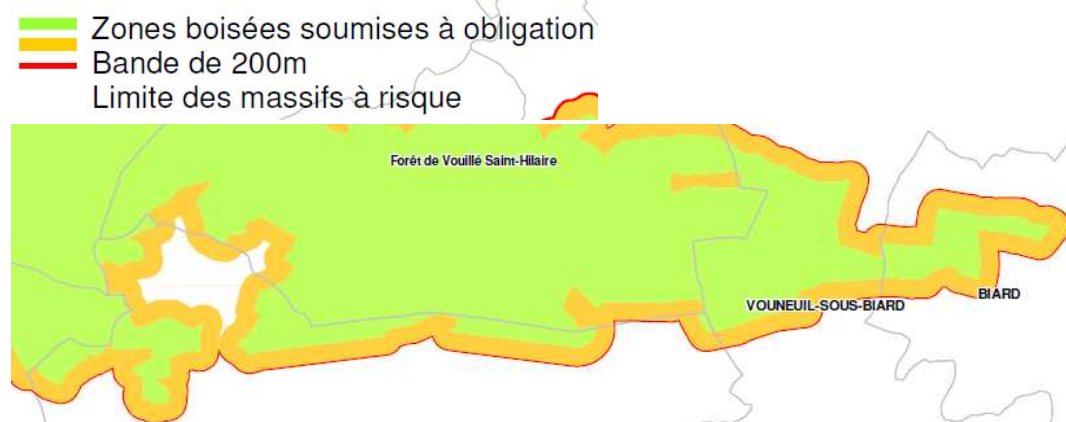 Zones boisées soumises à obligation
Bande de 200m
Limite des massifs à risque
Forêt de Vouillé Saint-Hilaire
VOUNEUIL-SOUS-BIARD
BIARD